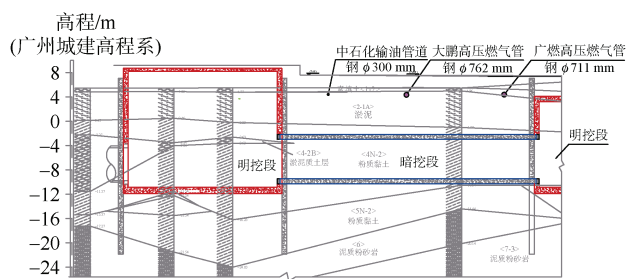 高程/m
(广州城建高程系)
中石化输油管道
钢 ϕ300 mm
大鹏高压燃气管
钢 ϕ762 mm
广燃高压燃气管
钢 ϕ711 mm
8
4
0
−4
−8
−12
−16
−20
−24
<2-1A>
淤泥
<4-2B>
淤泥质土层
<4N-2>
粉质黏土
明挖段
暗挖段
明挖段
<5N-2>
粉质黏土
<6>
泥质粉砂岩
<7-3>
泥质粉砂岩